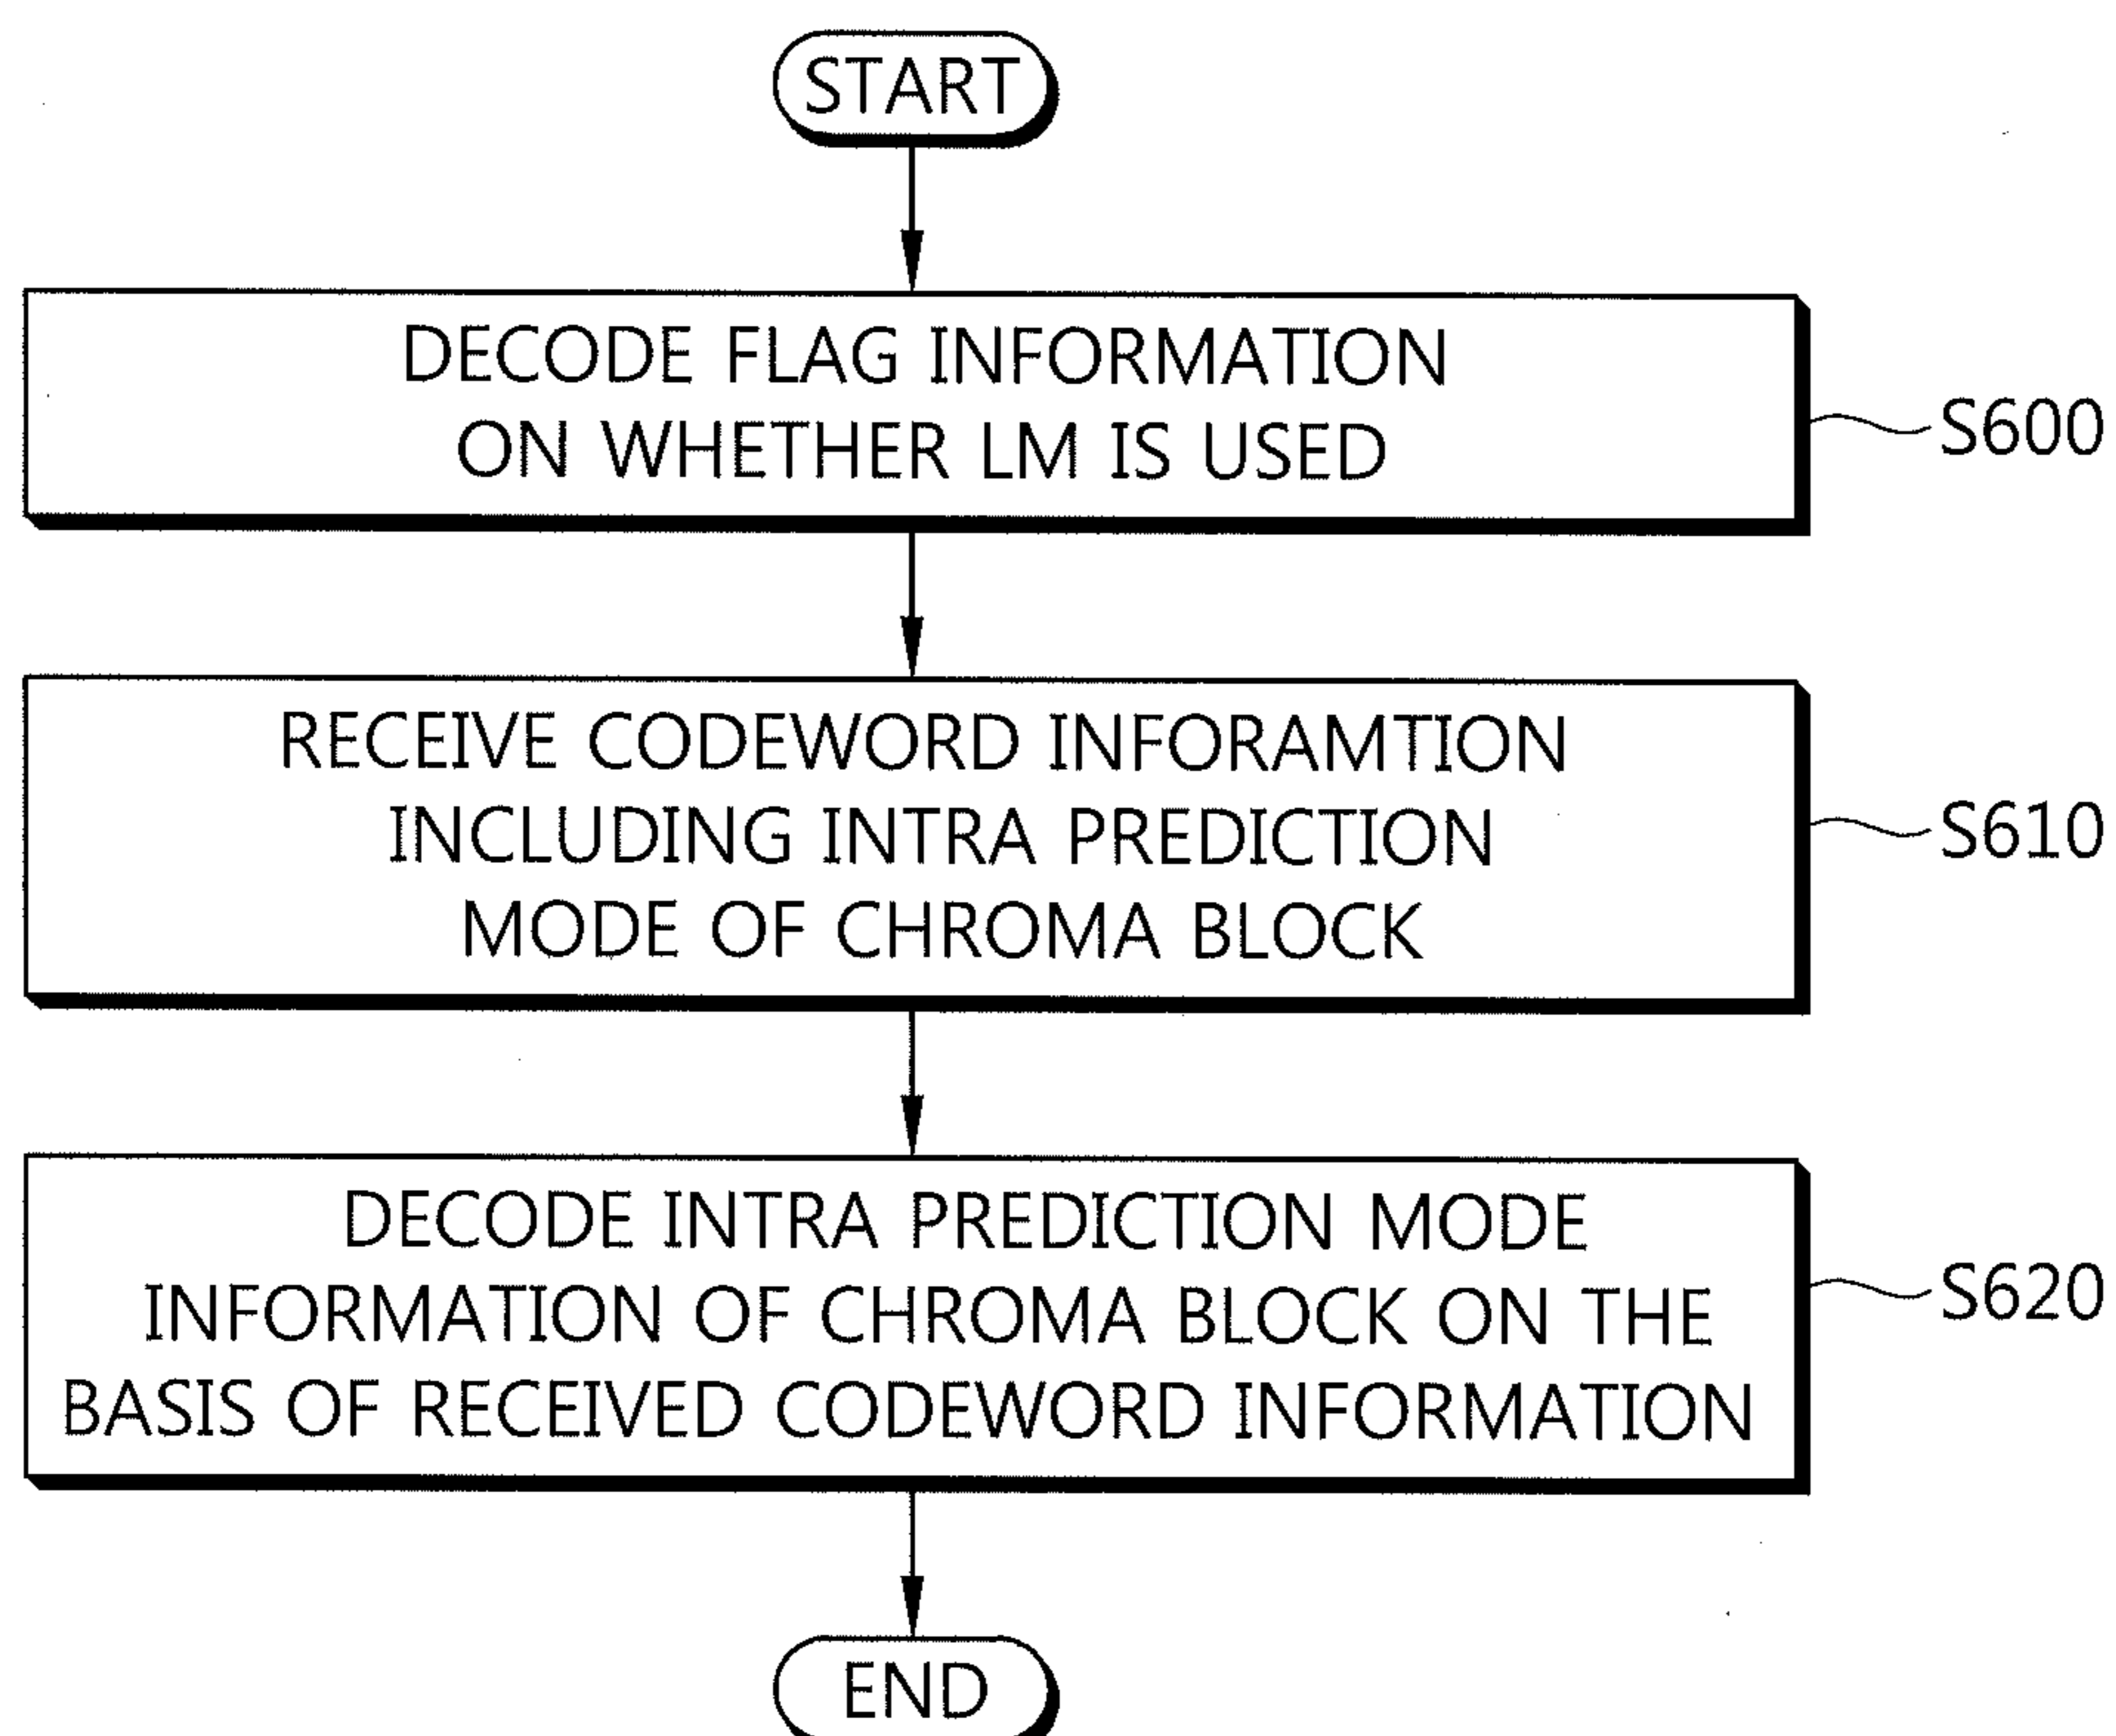 START
DECODE FLAG INFORMATION
ON WHETHER LM IS USED
S600
RECEIVE CODEWORD INFORAMTION
INCLUDING INTRA PREDICTION
MODE OF CHROMA BLOCK
S610
DECODE INTRA PREDICTION MODE
INFORMATION OF CHROMA BLOCK ON THE
BASIS OF RECEIVED CODEWORD INFORMATION
S620
END